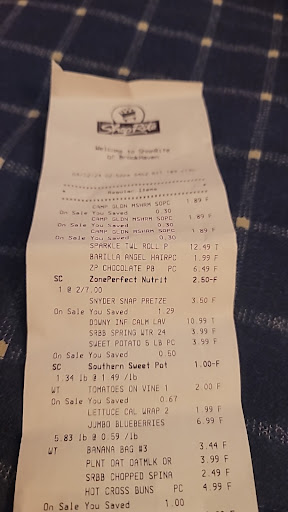 ShopRite
Welcome to ShopRite
of Brookhaven
Regular Items
CAMP GLDN MSHRM SOPC 1.89 F
On Sale You Saved 0.30
CAMP GLDN MSHRM SOPC 1.89 F
On Sale You Saved 0.30
CAMP GLDN MSHRM SOPC 1.89 F
On Sale You Saved 0.30
SPARKLE TWL ROLL P 12.49 T
BARILLA ANGEL HAIRPC 1.99 F
ZP CHOCOLATE PB PC 6.49 F
SC ZonePerfect Nutrit 2.50-F
1 @ 2/7.00
SNYDER SNAP PRETZE 3.50 F
On Sale You Saved 1.29
DOWNY INF CALM LAV 10.99 T
SRBB SPRING WTR 24 3.99 F
SWEET POTATO 5 LB PC 3.99 F
On Sale You Saved 0.50
SC Southern Sweet Pot 1.00-F
1.34 lb @ 1.49 /lb
WT TOMATOES ON VINE 1 2.00 F
On Sale You Saved 0.67
LETTUCE CAL WRAP 2 1.99 F
JUMBO BLUEBERRIES 6.99 F
5.83 lb @ 0.59 /lb
WT BANANA BAG #3 3.44 F
PLNT OAT OATMLK OR 3.99 F
SRBB CHOPPED SPINA 2.49 F
HOT CROSS BUNS PC 4.99 F
On Sale You Saved 1.00